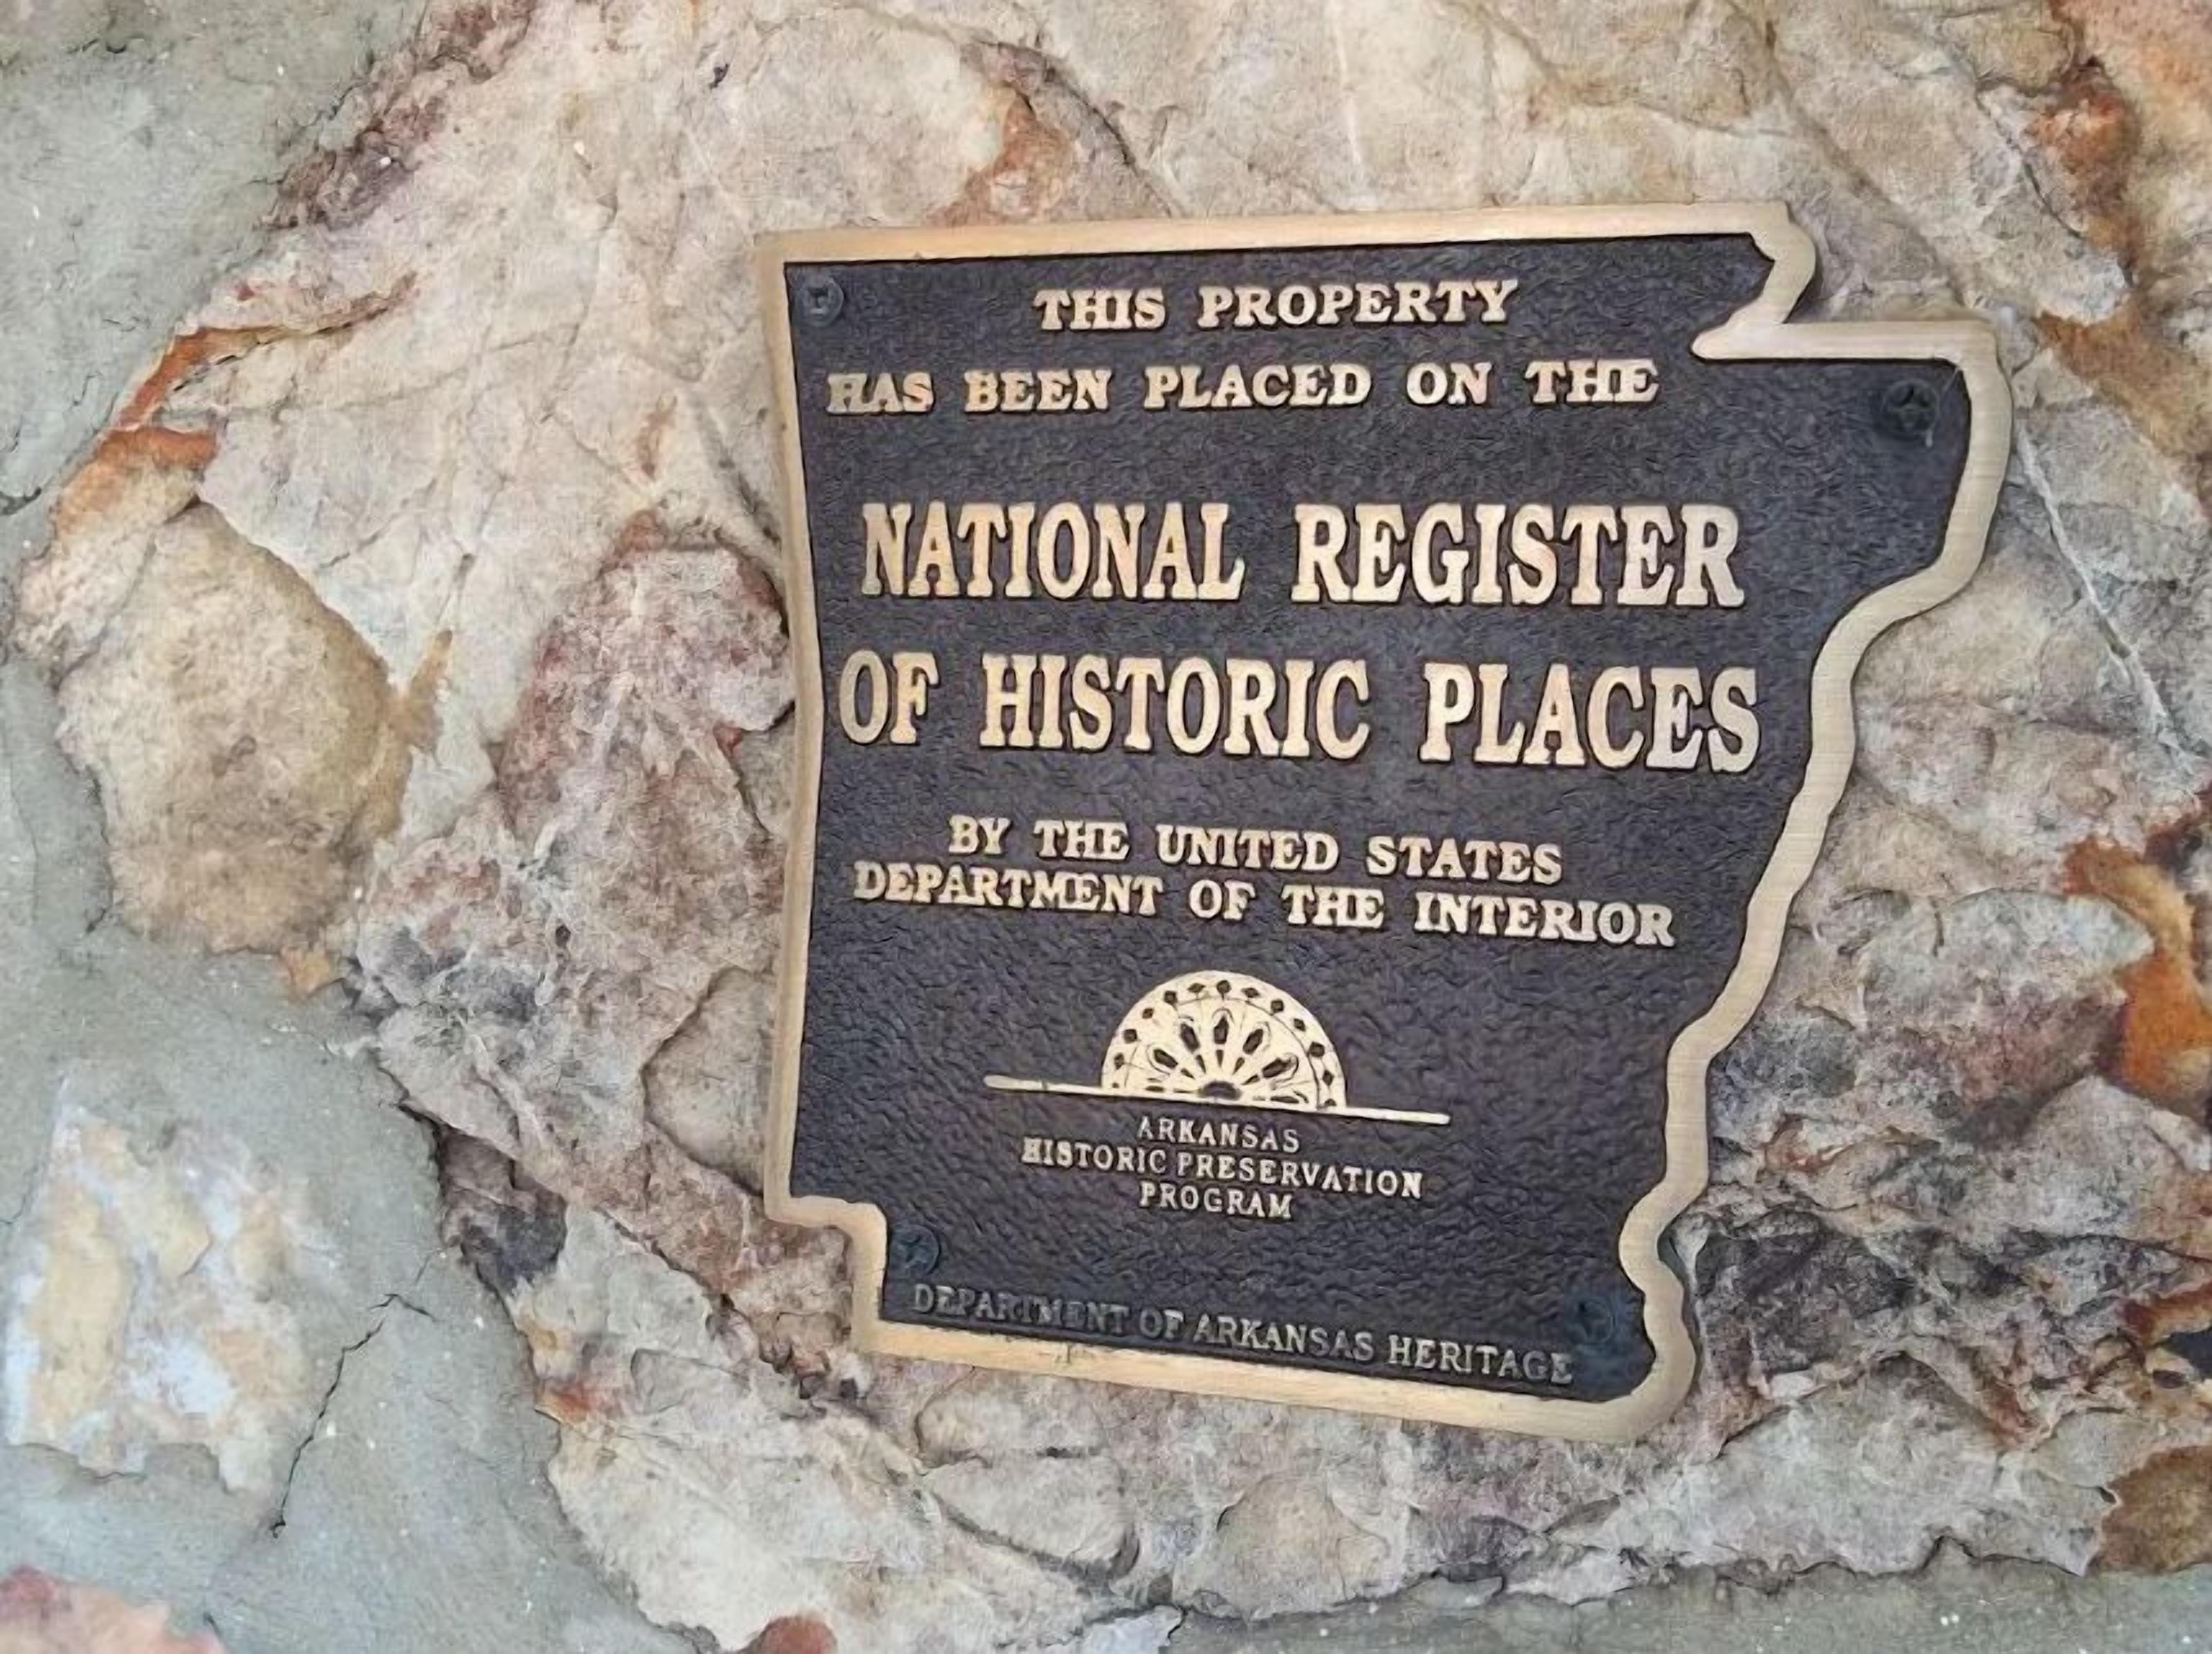 THIS PROPERTY
HAS BEEN PLACED ON THE
NATIONAL REGISTER
OF HISTORIC PLACES
BY THE UNITED STATES
DEPARTMENT OF THE INTERIOR
ARKANSAS
HISTORIC PRESERVATION
PROGRAM
DEPARTMENT OF ARKANSAS HERITAGE